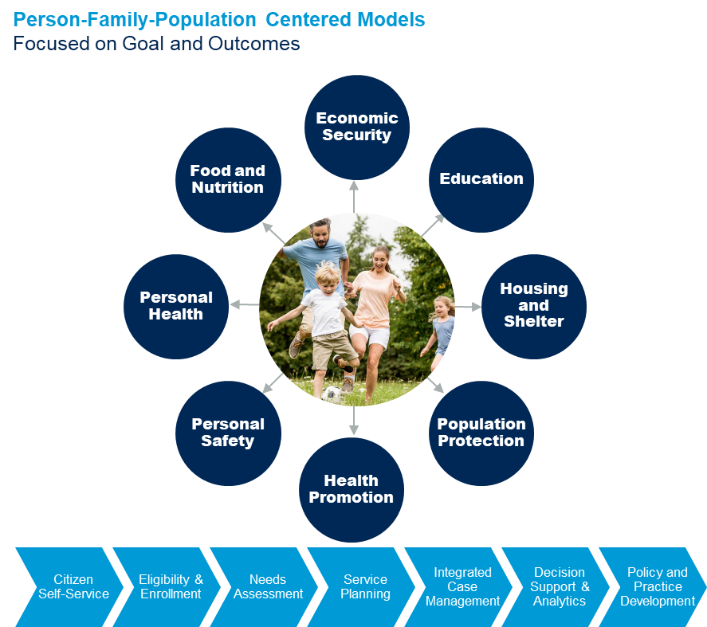 Person-Family-Population Centered Models
Focused on Goal and Outcomes
Economic
Security
Food and
Nutrition
Education
Personal
Health
Housing
and
Shelter
Personal
Safety
Population
Protection
Health
Promotion
Citizen
Self-Service
Eligibility &
Enrollment
Needs
Assessment
Service
Planning
Integrated
Case
Management
Decision
Support &
Analytics
Policy and
Practice
Development